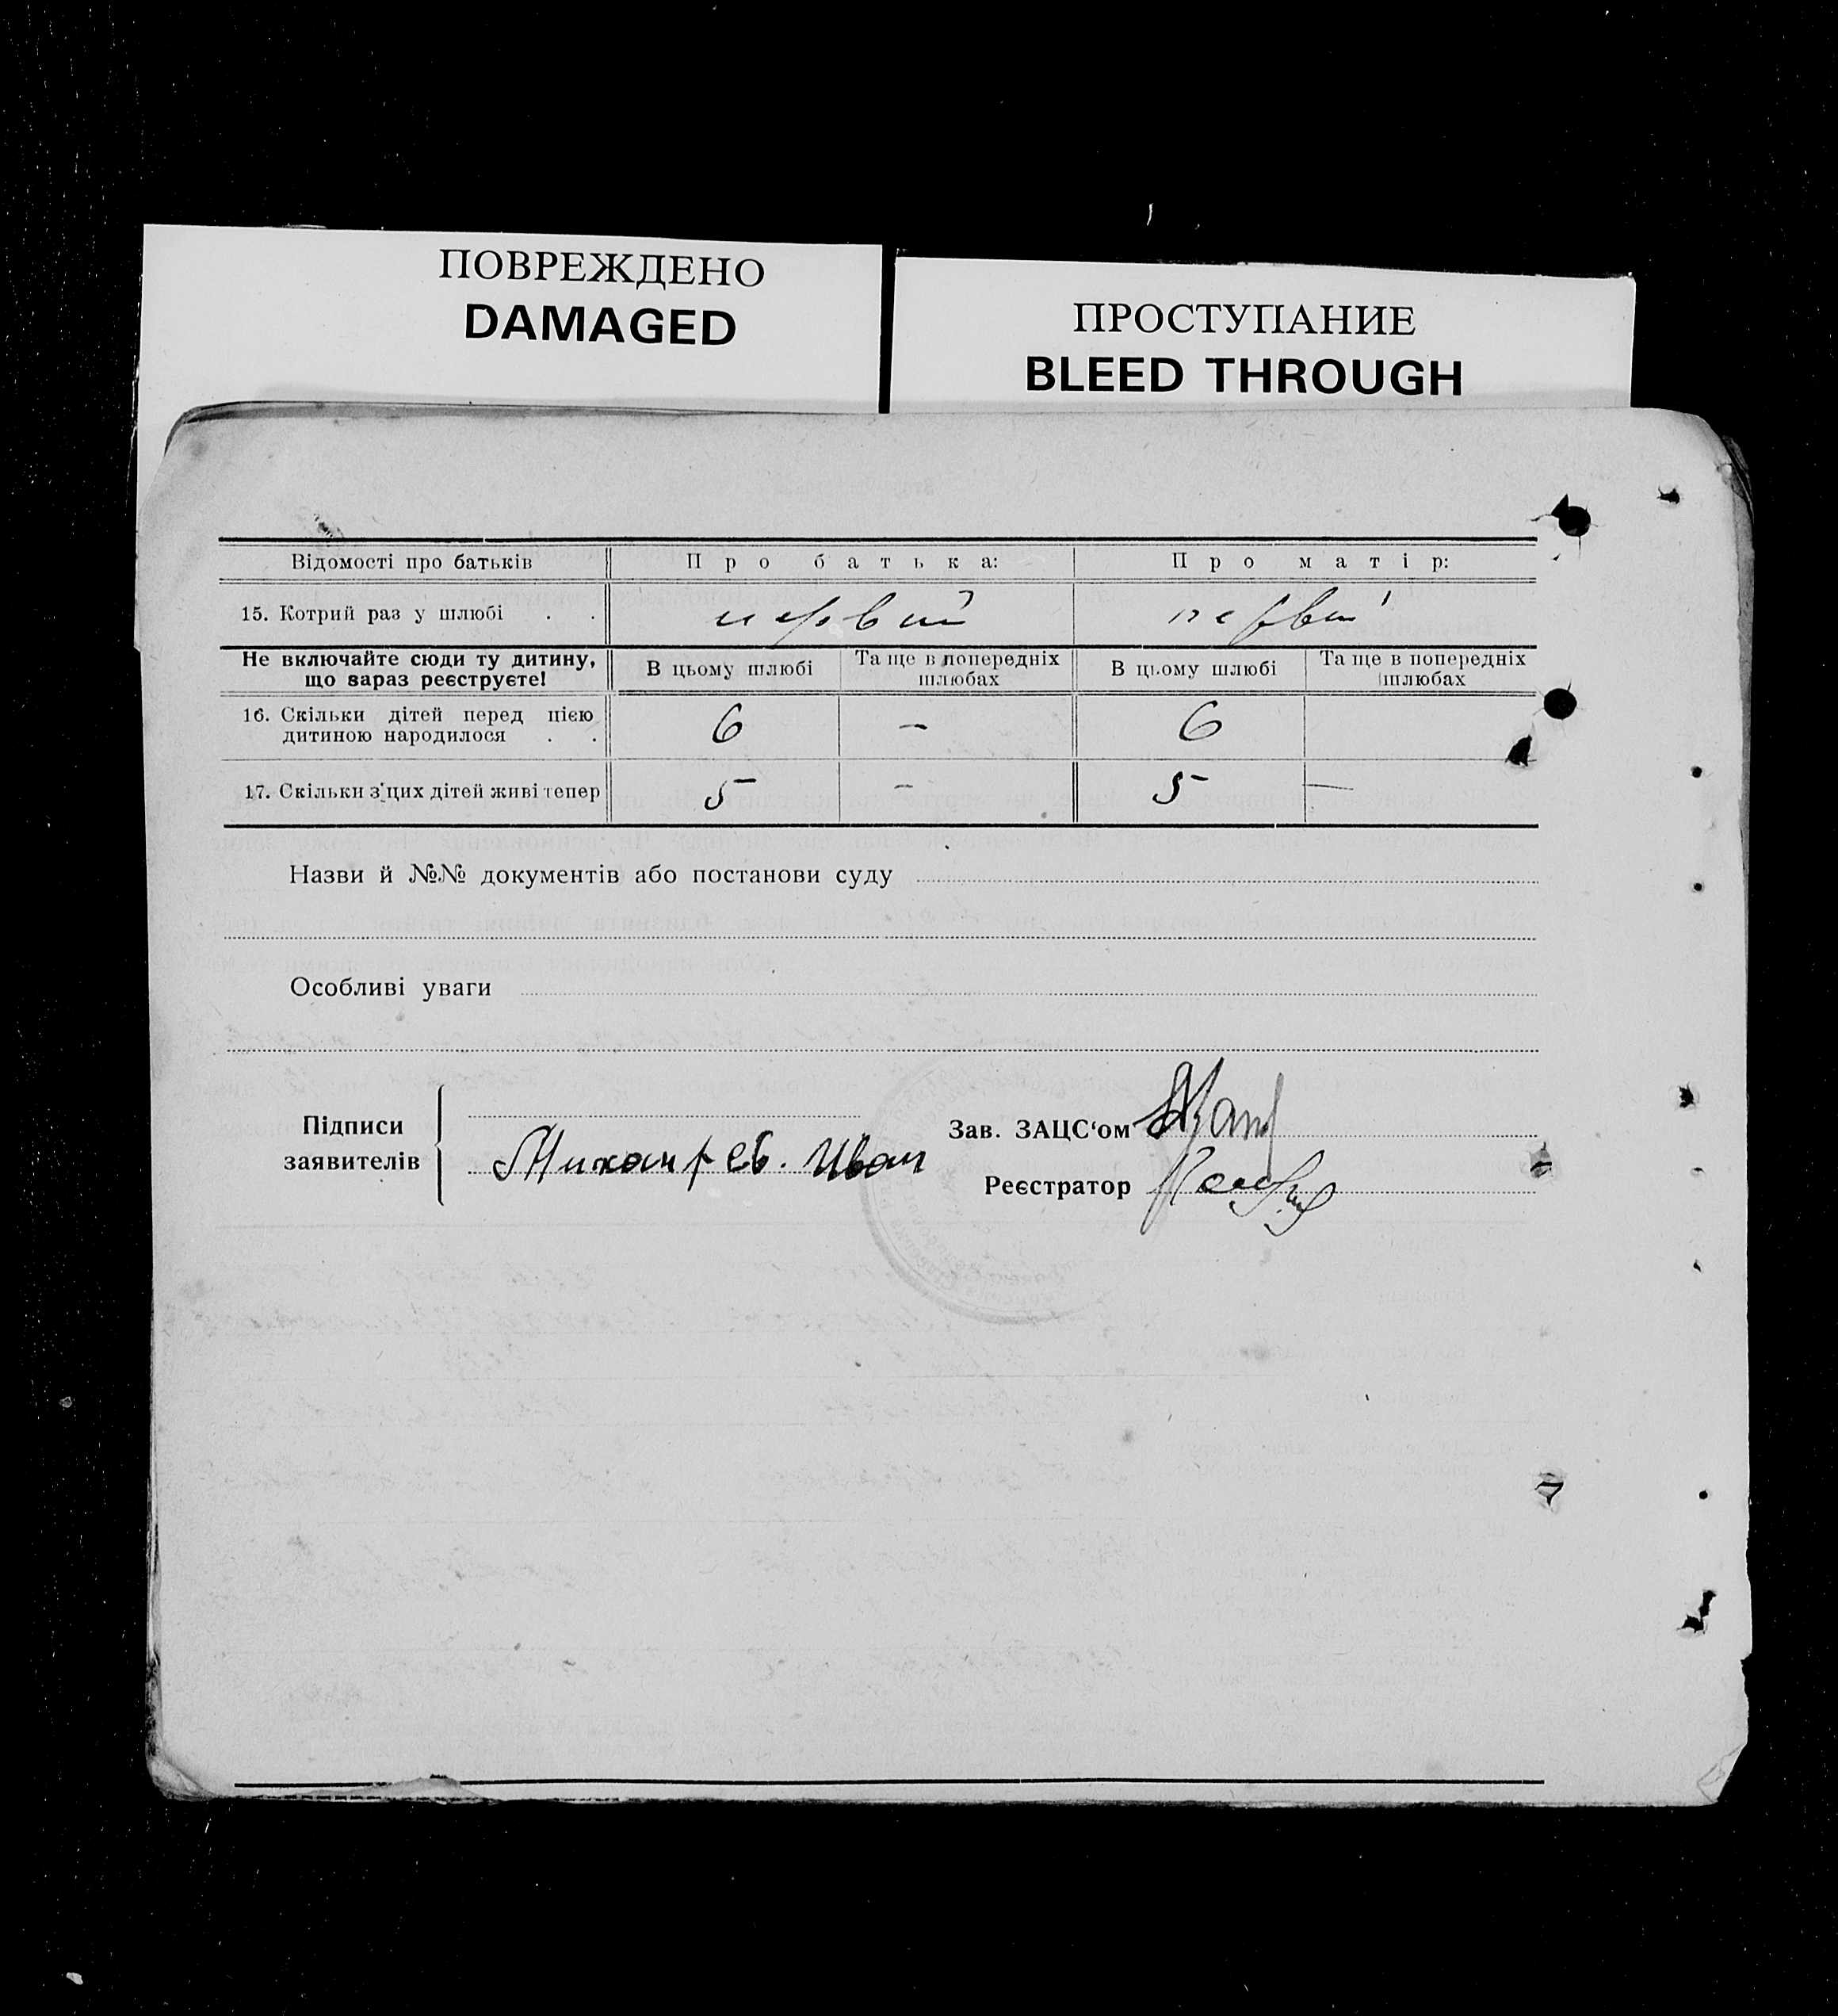 ПОВРЕЖДЕНО
DAMAGED
ПРОСТУПАНИЕ
BLEED THROUGH
Відомості про батьків Про батька: Про матір:
15. Котрий раз у шлюбі . . первий первий
Не включайте сюди ту дитину, що зараз реєструєте! В цьому шлюбі Та ще в попередніх шлюбах В цьому шлюбі Та ще в попередніх шлюбах
16. Скільки дітей перед цією
дитиною народилося . . 6 — 6
17. Скільки з'цих дітей живі тепер 5 — 5 —
Назви й №№ документів або постанови суду
Особливі уваги
Підписи
заявителів
Иван
Зав. ЗАЦС‘ом
Реєстратор